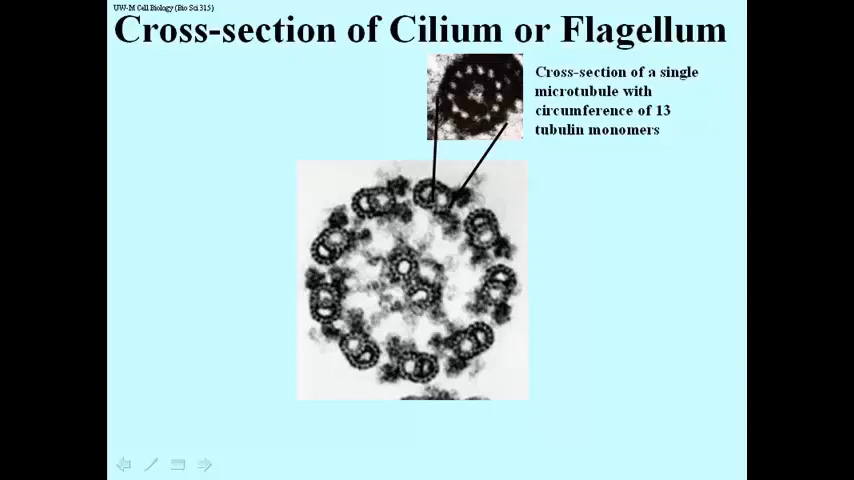 UW-M Cell Biology (Bio Sci 315)
Cross-section of Cilium or Flagellum
Cross-section of a single
microtubule with
circumference of 13
tubulin monomers